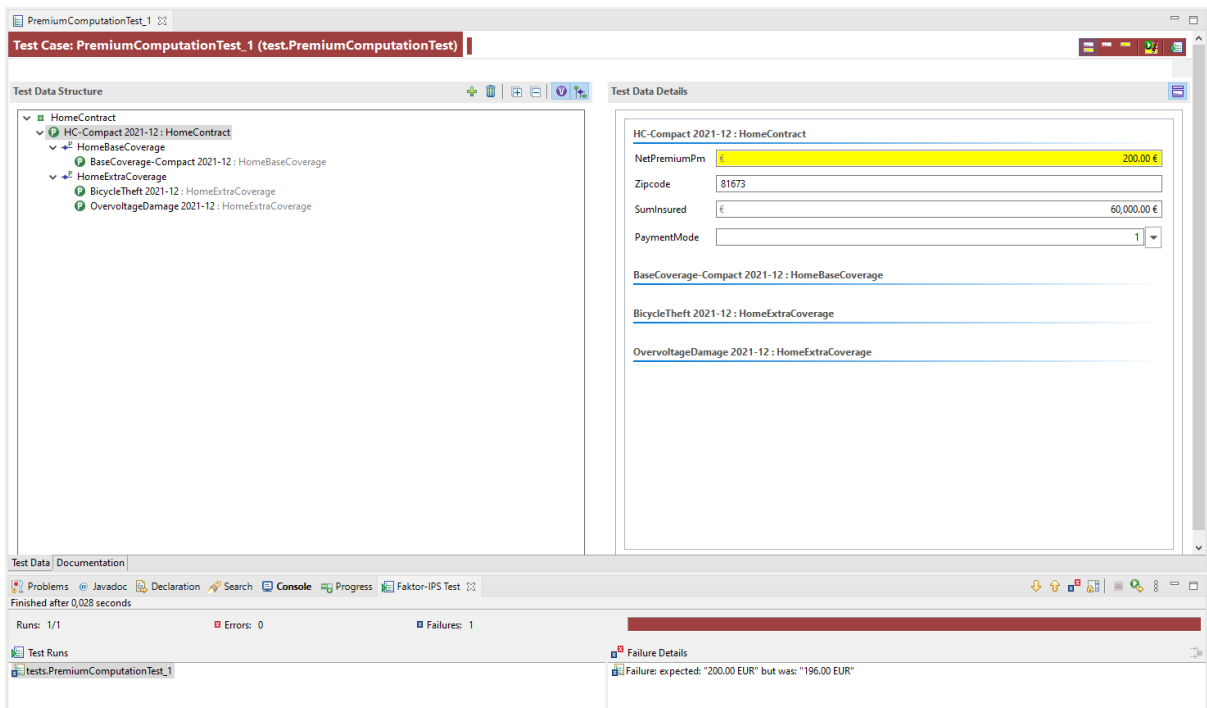 PremiumComputationTest_1
Test Case: PremiumComputationTest_1 (test.PremiumComputationTest)
Test Data Structure
Test Data Details
HomeContract
HC-Compact 2021-12 : HomeContract
HomeBaseCoverage
BaseCoverage-Compact 2021-12 : HomeBaseCoverage
HomeExtraCoverage
BicycleTheft 2021-12 : HomeExtraCoverage
OvervoltageDamage 2021-12 : HomeExtraCoverage
HC-Compact 2021-12 : HomeContract
NetPremiumPm € 200.00 €
Zipcode 81673
SumInsured € 60,000.00 €
PaymentMode 1
BaseCoverage-Compact 2021-12 : HomeBaseCoverage
BicycleTheft 2021-12 : HomeExtraCoverage
OvervoltageDamage 2021-12 : HomeExtraCoverage
Test Data Documentation
Problems @ Javadoc Declaration Search Console Progress Faktor-IPS Test
Finished after 0,028 seconds
Runs: 1/1 Errors: 0 Failures: 1
Test Runs
Failure Details
tests.PremiumComputationTest_1
Failure: expected: "200.00 EUR" but was: "196.00 EUR"